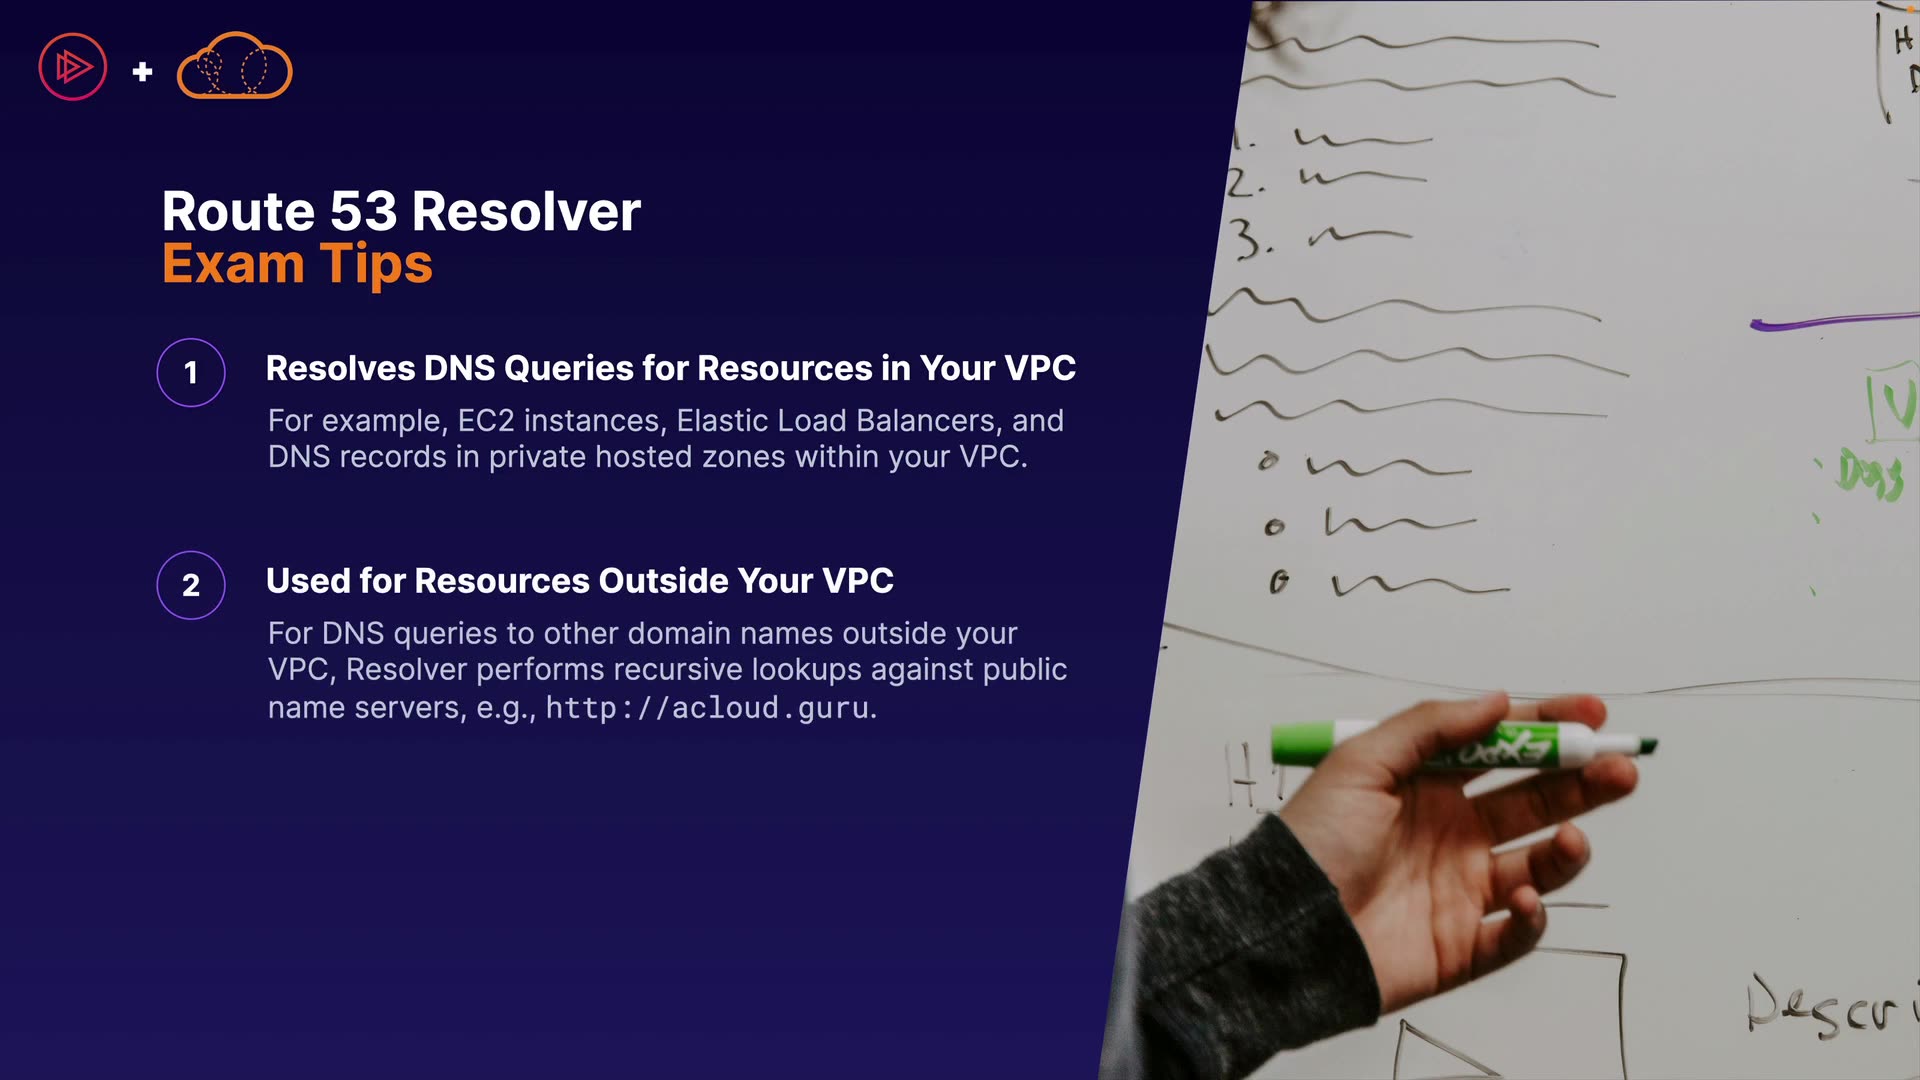 Route 53 Resolver
Exam Tips
1
Resolves DNS Queries for Resources in Your VPC
For example, EC2 instances, Elastic Load Balancers, and
DNS records in private hosted zones within your VPC.
2
Used for Resources Outside Your VPC
For DNS queries to other domain names outside your
VPC, Resolver performs recursive lookups against public
name servers, e.g., http://acloud.guru.
1.
2.
3.
EXPO
Descri